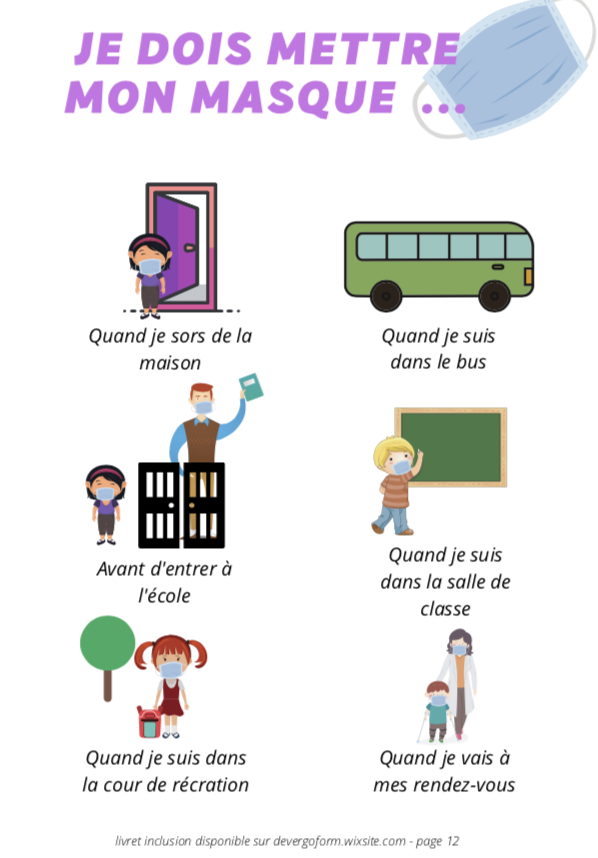 JE DOIS METTRE
MON MASQUE ...
Quand je sors de la
maison
Quand je suis
dans le bus
Avant d'entrer à
l'école
Quand je suis
dans la salle de
classe
Quand je suis dans
la cour de récration
Quand je vais à
mes rendez-vous
livret inclusion disponible sur devergoform.wixsite.com - page 12